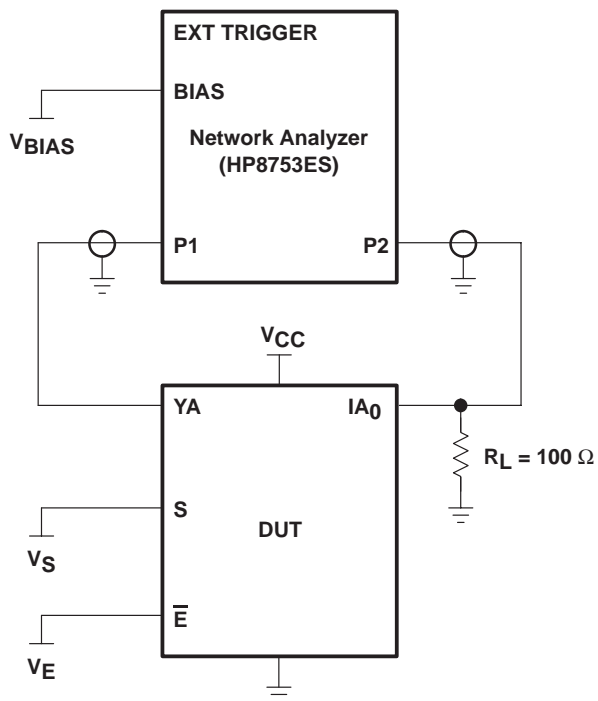 EXT TRIGGER
BIAS
VBIAS
Network Analyzer
(HP8753ES)
P1
P2
VCC
YA
IA0
RL = 100 Ω
S
DUT
VS
E̅
VE